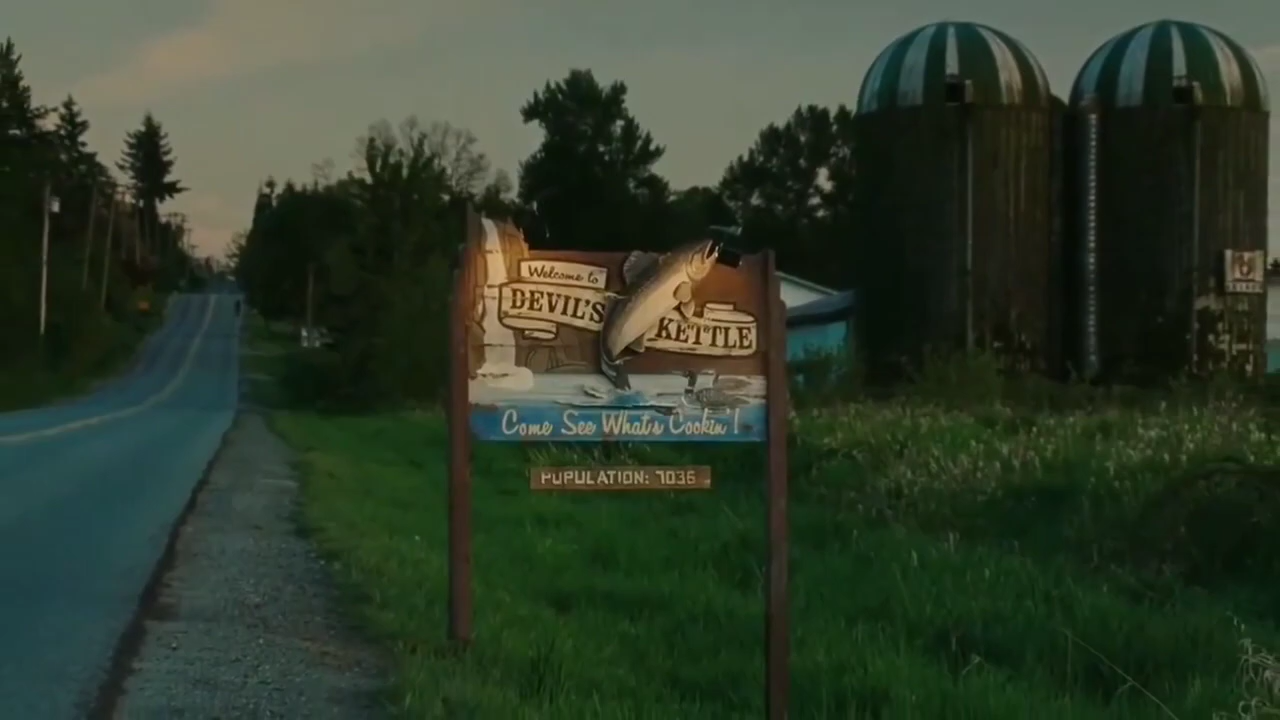 Welcome to
DEVIL'S
KETTLE
Come See What's Cookin'!
POPULATION: 7036